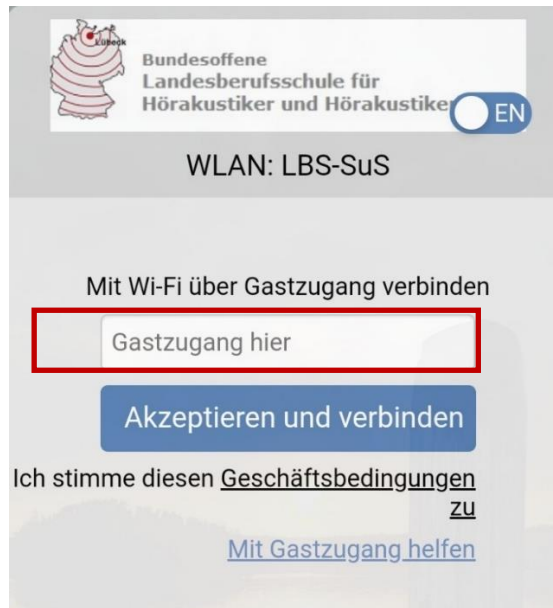 Lübeck
Bundesoffene
Landesberufsschule für
Hörakustiker und Hörakustike
EN
WLAN: LBS-SuS
Mit Wi-Fi über Gastzugang verbinden
Gastzugang hier
Akzeptieren und verbinden
Ich stimme diesen Geschäftsbedingungen
zu
Mit Gastzugang helfen